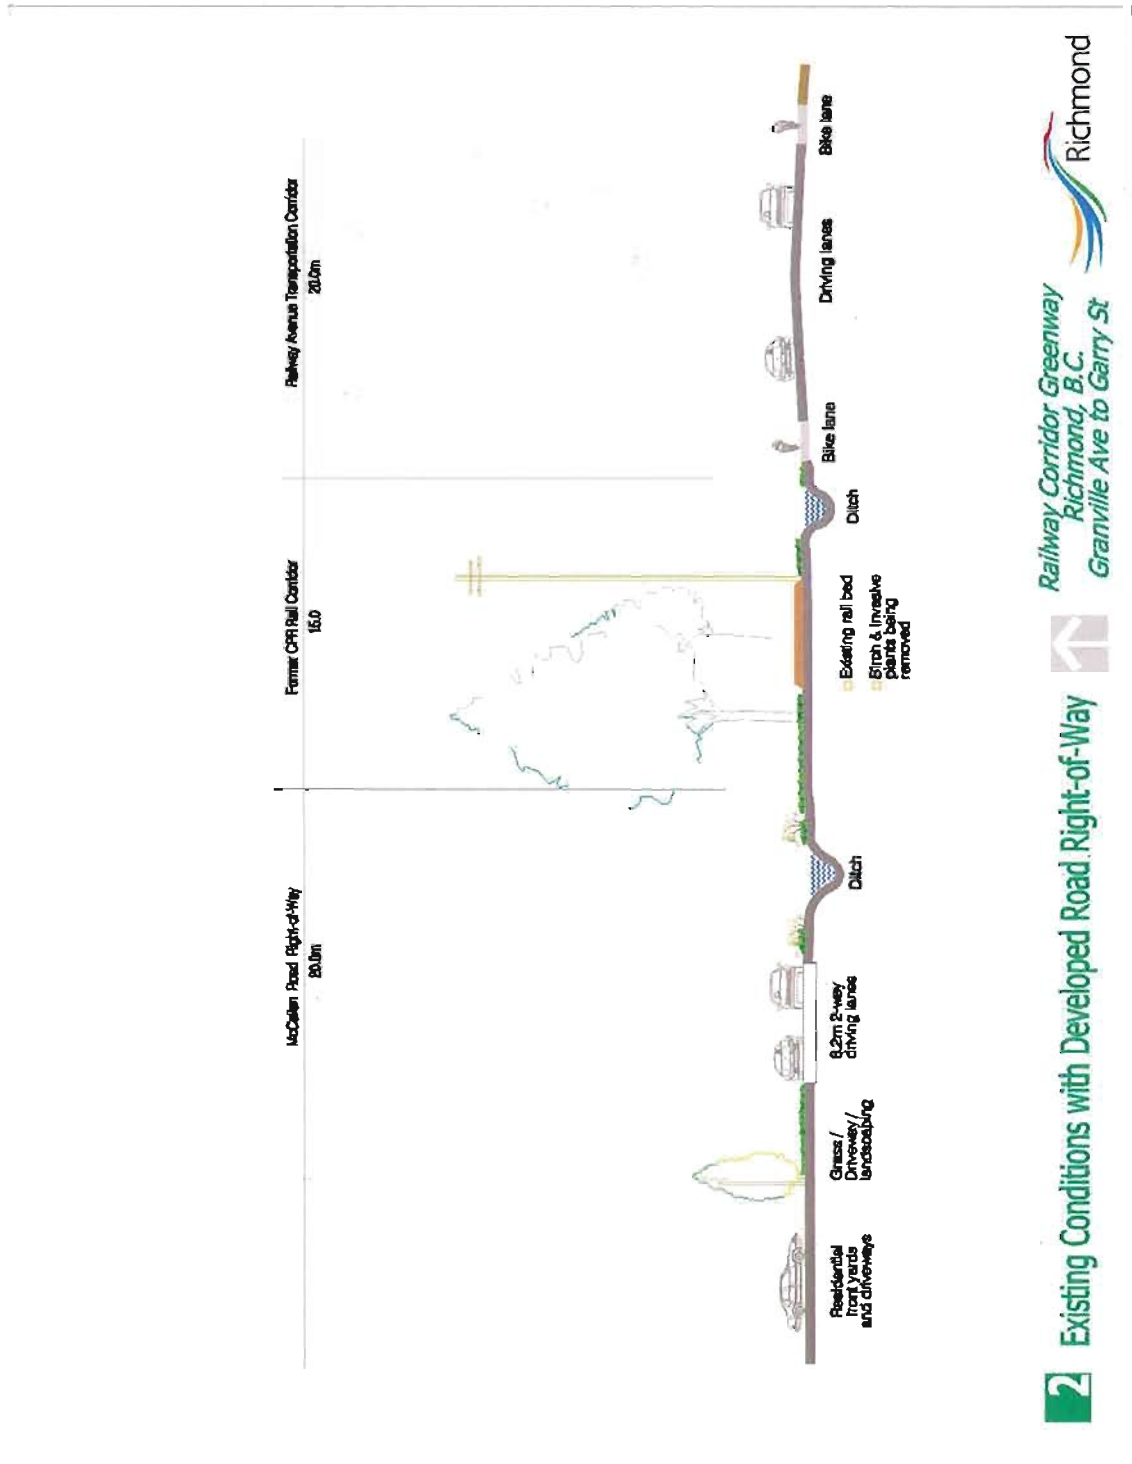 McCallan Road Right-of-Way
20.0m
Former CPR Rail Corridor
15.0
Railway Avenue Transportation Corridor
20.0m
Residential
front yards
and driveways
Grass /
Driveway /
landscaping
6.2m 2-way
driving lanes
Ditch
Existing rail bed
Birch & invasive
plants being
removed
Ditch
Bike lane
Driving lanes
Bike lane
2
Existing Conditions with Developed Road Right-of-Way
Railway Corridor Greenway
Richmond, B.C.
Granville Ave to Garry St
Richmond